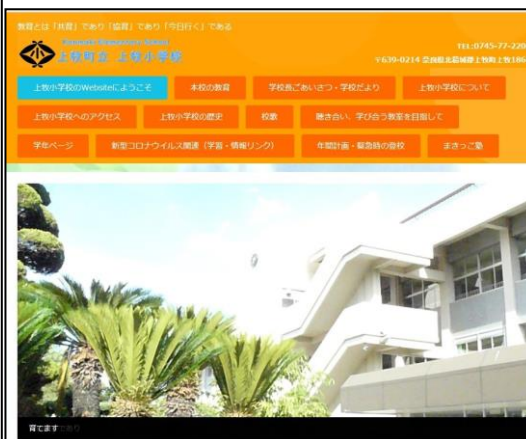 教育とは「共育」であり「協育」であり「今日行く」である
Kanmaki Elementary School
上牧町立 上牧小学校
TEL:0745-77-220
〒639-0214 奈良県北葛城郡上牧町上牧186
上牧小学校のWebsiteにようこそ 本校の教育 学校長ごあいさつ・学校だより 上牧小学校について
上牧小学校へのアクセス 上牧小学校の歴史 校歌 聴き合い、学び合う教室を目指して
学年ページ 新型コロナウイルス関連(学習・情報リンク) 年間計画・緊急時の登校 まきっこ塾
育てます